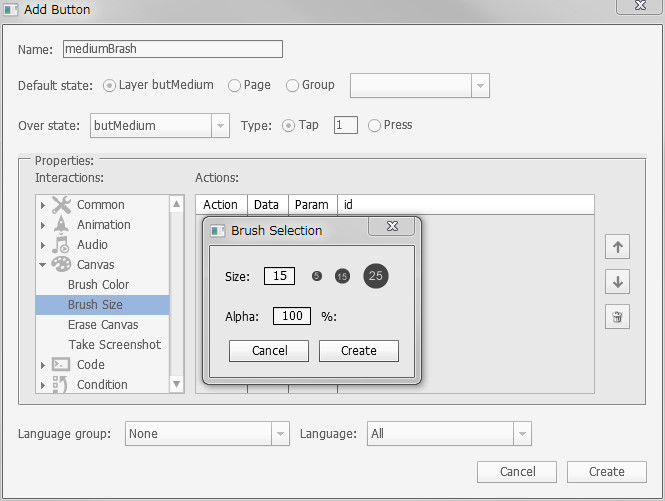 Add Button
Name: mediumBrash
Default state: Layer butMedium Page Group
Over state: butMedium Type: Tap 1 Press
Properties:
Interactions: Actions:
Common
Animation
Audio
Canvas
Brush Color
Brush Size
Erase Canvas
Take Screenshot
Code
Condition
Action Data Param id
Brush Selection
Size: 15 5 15 25
Alpha: 100 %:
Cancel Create
Language group: None Language: All
Cancel Create